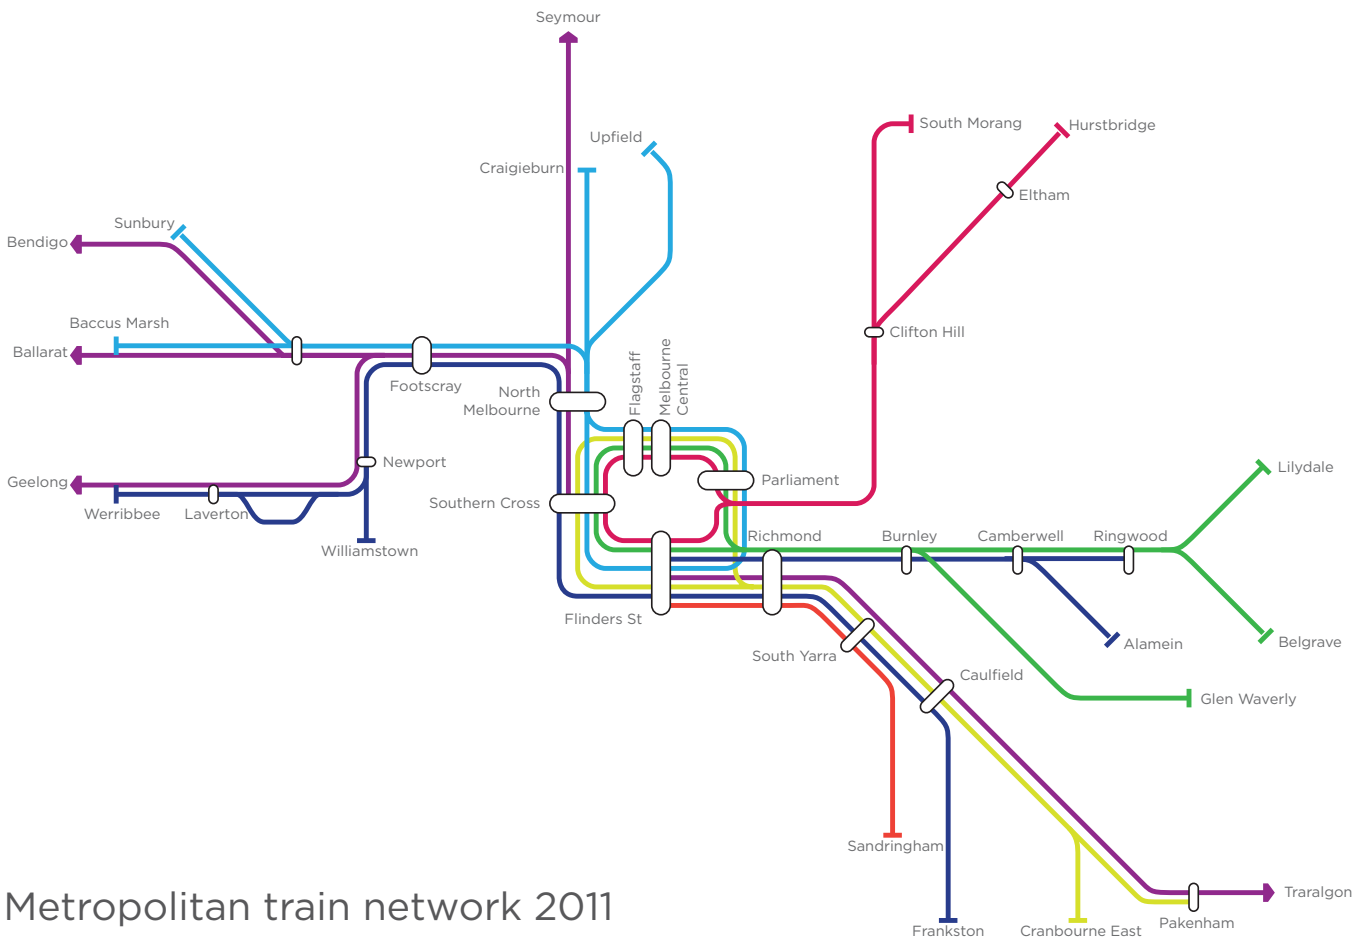 Seymour
South Morang
Hurstbridge
Upfield
Craigieburn
Eltham
Sunbury
Bendigo
Baccus Marsh
Clifton Hill
Ballarat
Footscray
Flagstaff
Melbourne
Central
North
Melbourne
Newport
Lilydale
Geelong
Parliament
Southern Cross
Werribbee
Laverton
Richmond
Burnley
Camberwell
Ringwood
Williamstown
Flinders St
Alamein
Belgrave
South Yarra
Caulfield
Glen Waverly
Sandringham
Traralgon
Metropolitan train network 2011
Pakenham
Frankston
Cranbourne East